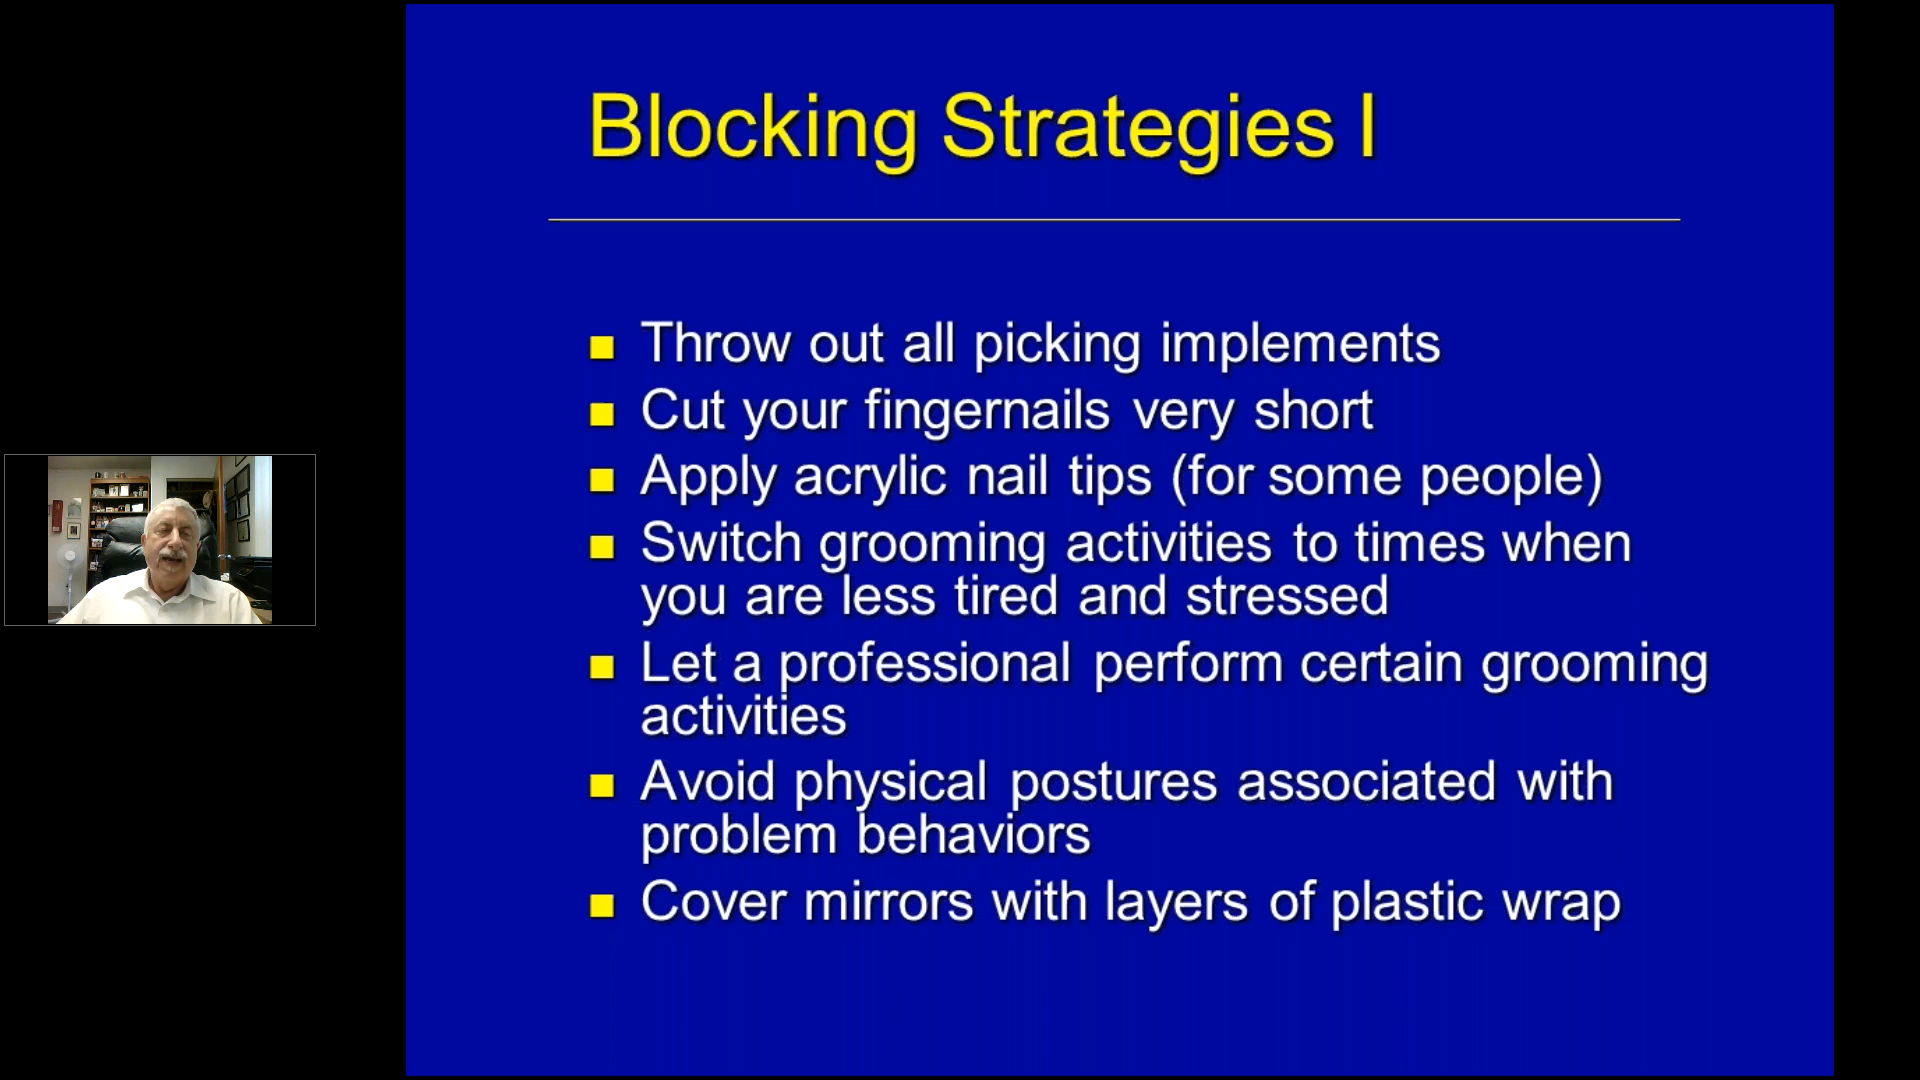 Blocking Strategies I
Throw out all picking implements
Cut your fingernails very short
Apply acrylic nail tips (for some people)
Switch grooming activities to times when
you are less tired and stressed
Let a professional perform certain grooming
activities
Avoid physical postures associated with
problem behaviors
Cover mirrors with layers of plastic wrap